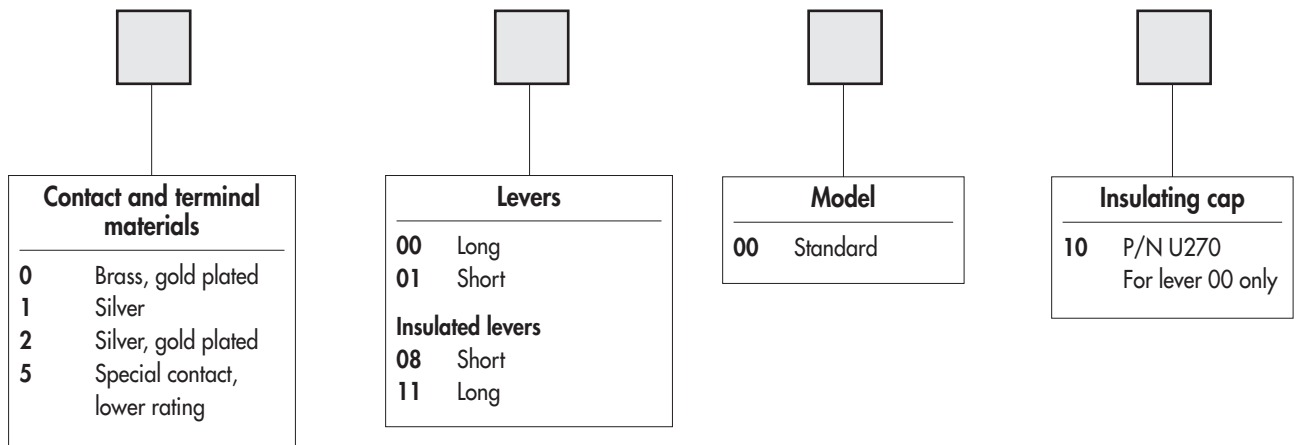 Contact and terminal
materials
0 Brass, gold plated
1 Silver
2 Silver, gold plated
5 Special contact,
lower rating
Levers
00 Long
01 Short
Insulated levers
08 Short
11 Long
Model
00 Standard
Insulating cap
10 P/N U270
For lever 00 only